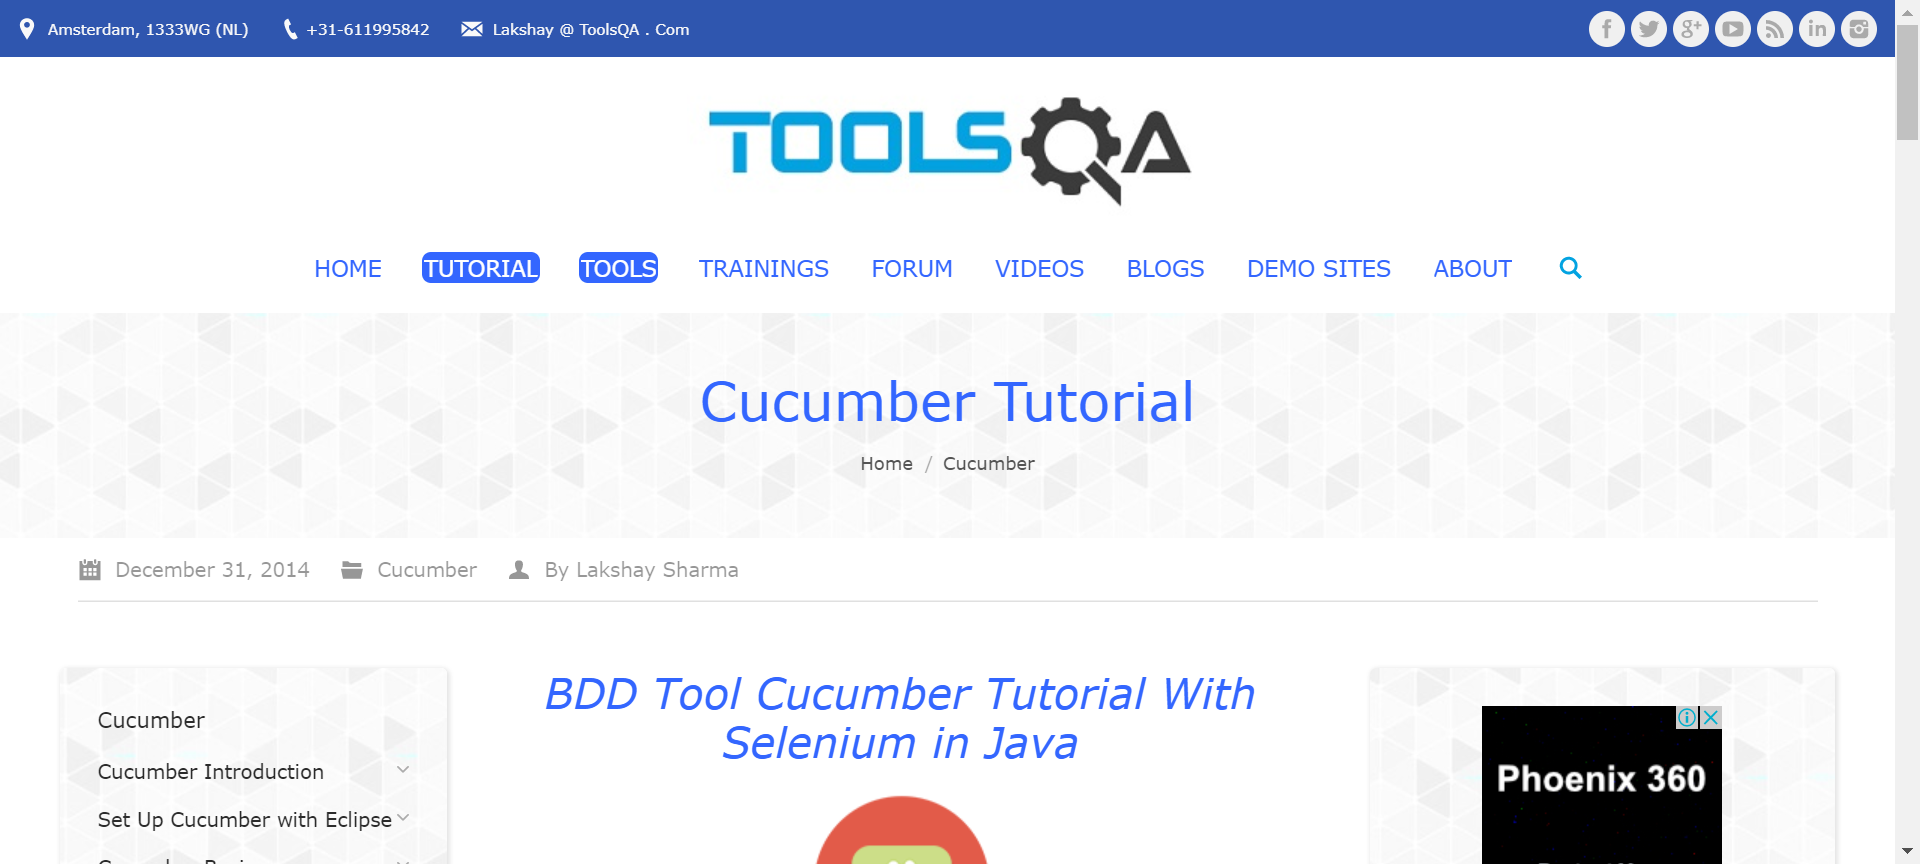 Amsterdam, 1333WG (NL) +31-611995842 Lakshay @ ToolsQA . Com
TOOLSQA
HOME TUTORIAL TOOLS TRAININGS FORUM VIDEOS BLOGS DEMO SITES ABOUT
Cucumber Tutorial
Home / Cucumber
December 31, 2014 Cucumber By Lakshay Sharma
Cucumber
Cucumber Introduction
Set Up Cucumber with Eclipse
BDD Tool Cucumber Tutorial With
Selenium in Java
Phoenix 360